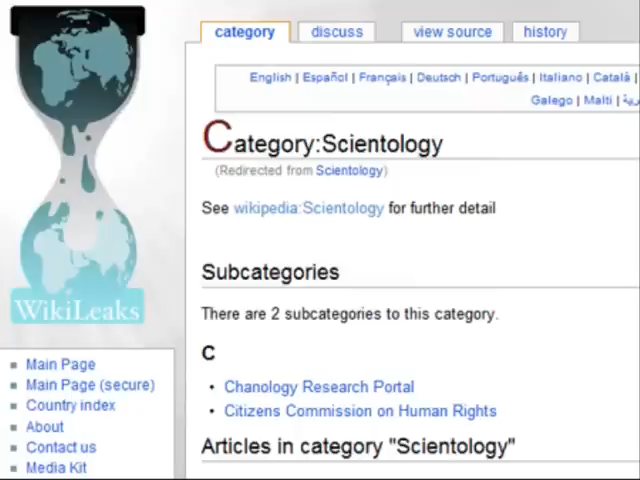 category discuss view source history
English | Español | Français | Deutsch | Português | Italiano | Català |
Galego | Malti |
Category:Scientology
(Redirected from Scientology)
See wikipedia:Scientology for further detail
Subcategories
There are 2 subcategories to this category.
C
• Chanology Research Portal
• Citizens Commission on Human Rights
Articles in category "Scientology"
WikiLeaks
Main Page
Main Page (secure)
Country index
About
Contact us
Media Kit